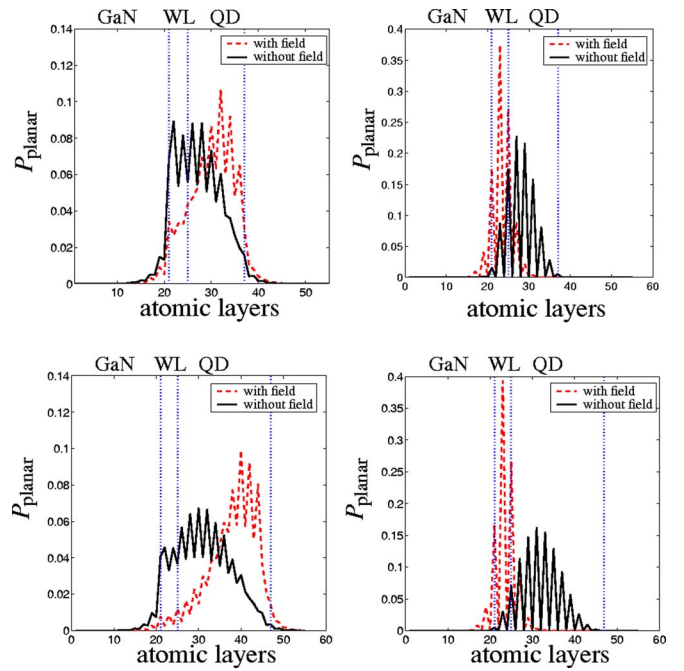 GaN WL QD
with field
without field
P planar
0.14
0.12
0.1
0.08
0.06
0.04
0.02
0
10 20 30 40 50
atomic layers
GaN WL QD
with field
without field
P planar
0.4
0.35
0.3
0.25
0.2
0.15
0.1
0.05
0
0 10 20 30 40 50 60
atomic layers
GaN WL QD
with field
without field
P planar
0.14
0.12
0.1
0.08
0.06
0.04
0.02
0
0 10 20 30 40 50 60
atomic layers
GaN WL QD
with field
without field
P planar
0.4
0.35
0.3
0.25
0.2
0.15
0.1
0.05
0
0 10 20 30 40 50 60
atomic layers